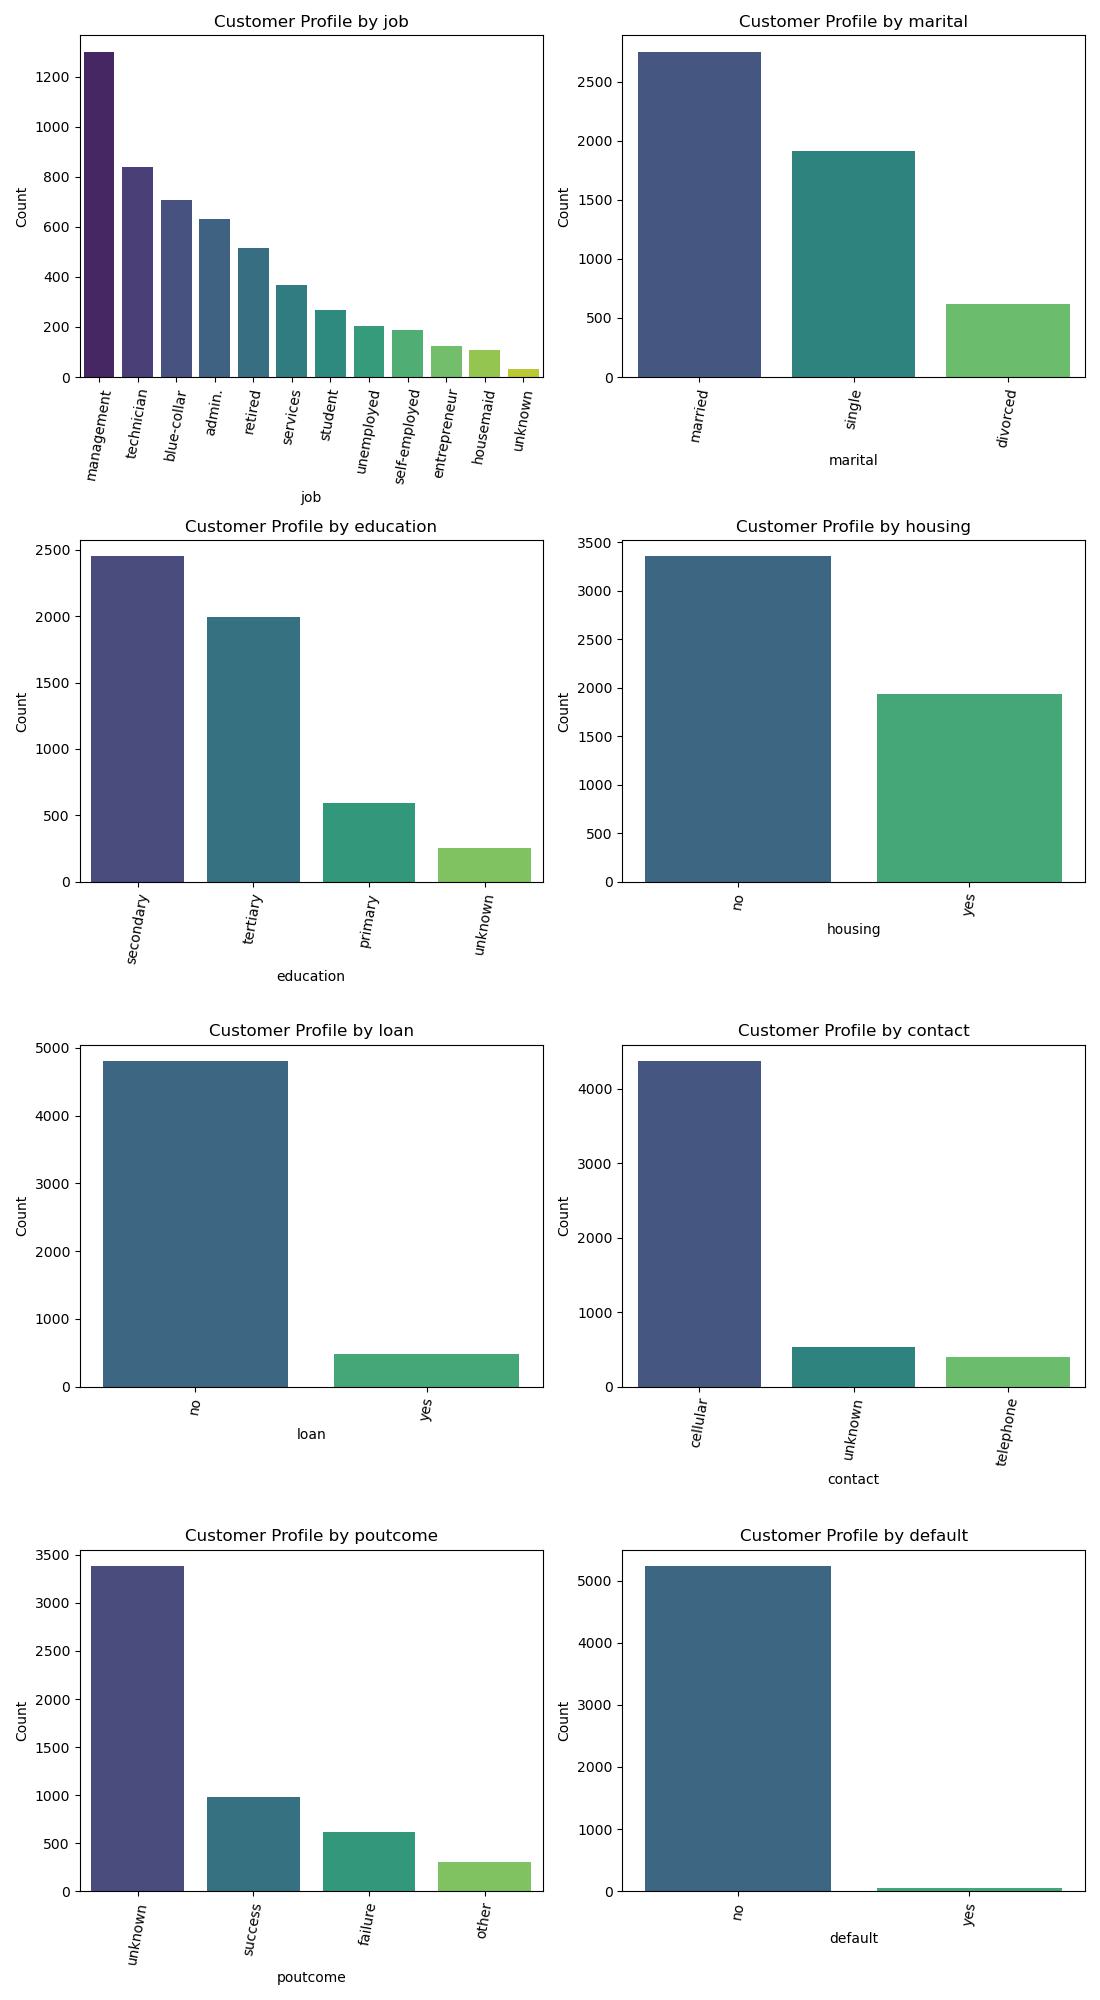 Customer Profile by job
1200
1000
800
600
400
200
0
Count
management
technician
blue-collar
admin.
retired
services
student
unemployed
self-employed
entrepreneur
housemaid
unknown
job
Customer Profile by marital
2500
2000
1500
1000
500
0
Count
married
single
divorced
marital
Customer Profile by education
2500
2000
1500
1000
500
0
Count
secondary
tertiary
primary
unknown
education
Customer Profile by housing
3500
3000
2500
2000
1500
1000
500
0
Count
no
yes
housing
Customer Profile by loan
5000
4000
3000
2000
1000
0
Count
no
yes
loan
Customer Profile by contact
4000
3000
2000
1000
0
Count
cellular
unknown
telephone
contact
Customer Profile by poutcome
3500
3000
2500
2000
1500
1000
500
0
Count
unknown
success
failure
other
poutcome
Customer Profile by default
5000
4000
3000
2000
1000
0
Count
no
yes
default